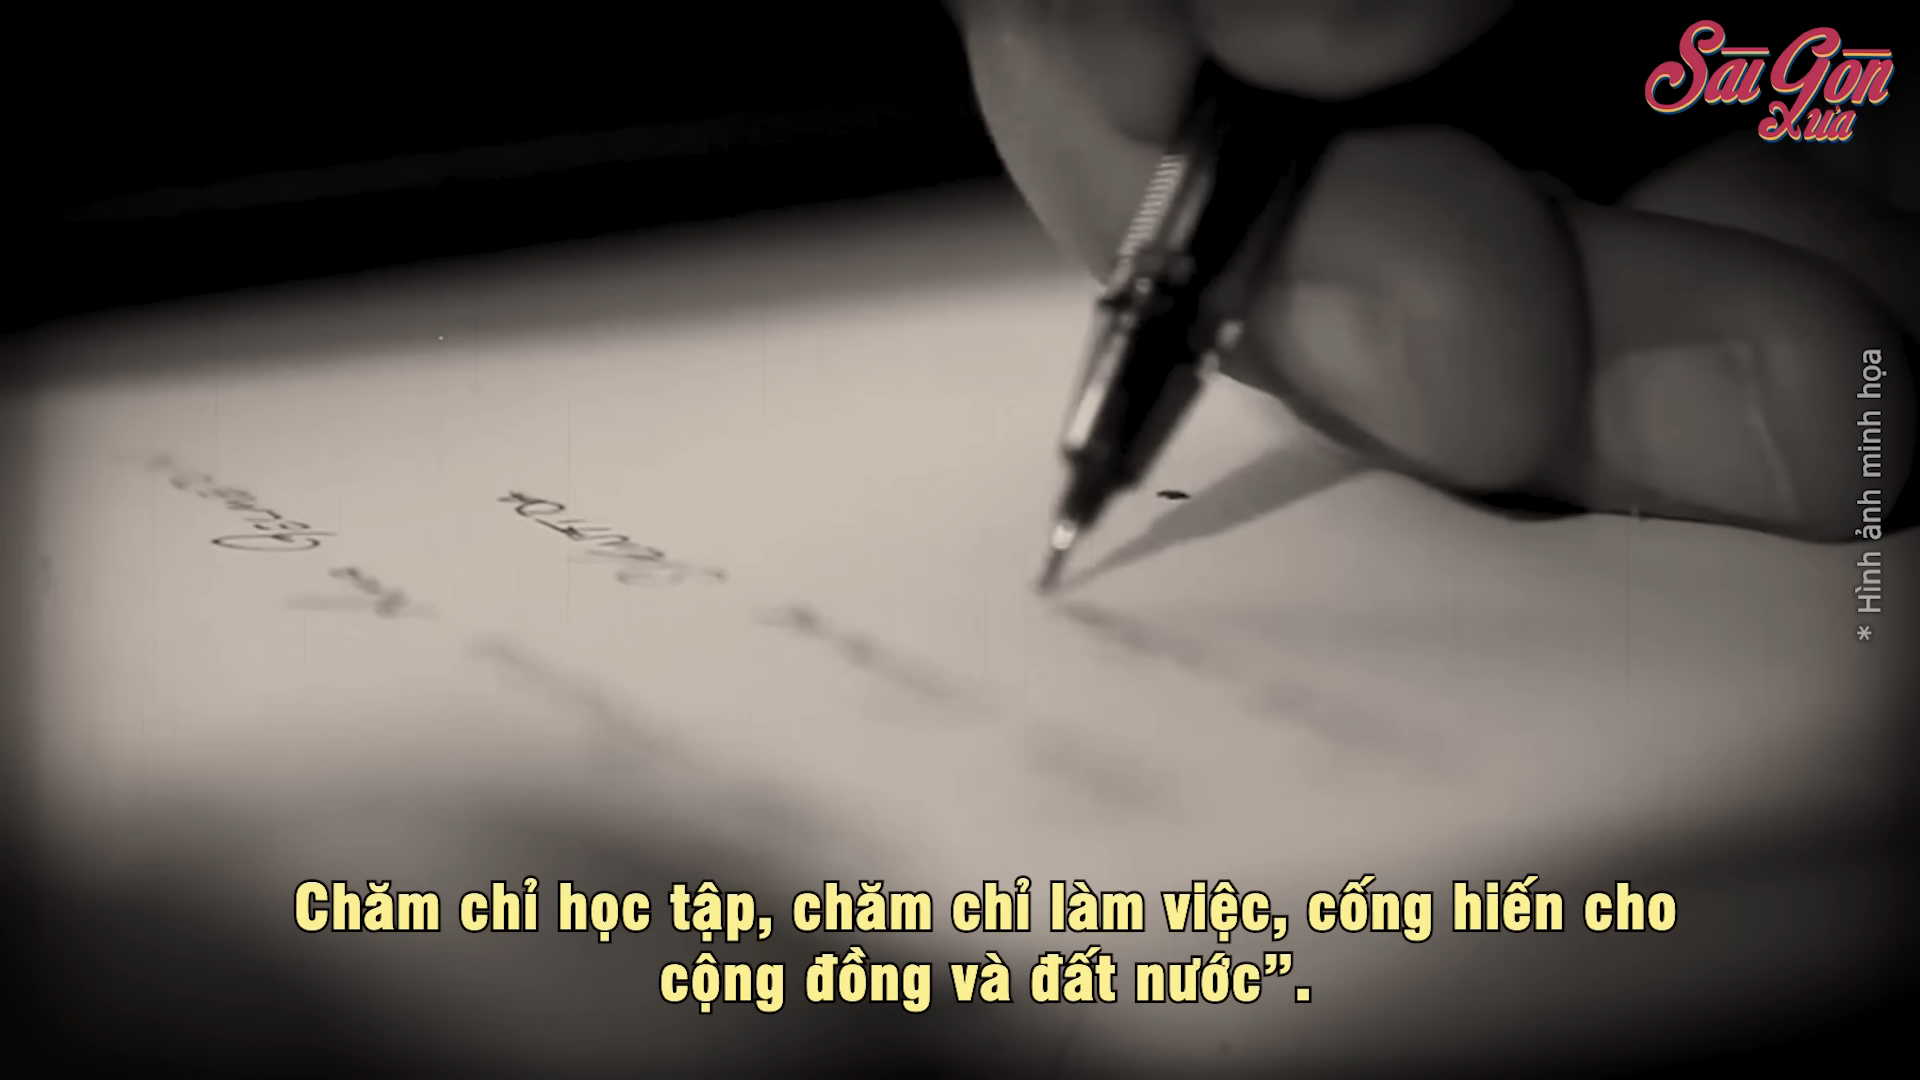 Sài Gòn
Xưa
* Hình ảnh minh họa
Chăm chỉ học tập, chăm chỉ làm việc, cống hiến cho
cộng đồng và đất nước”.